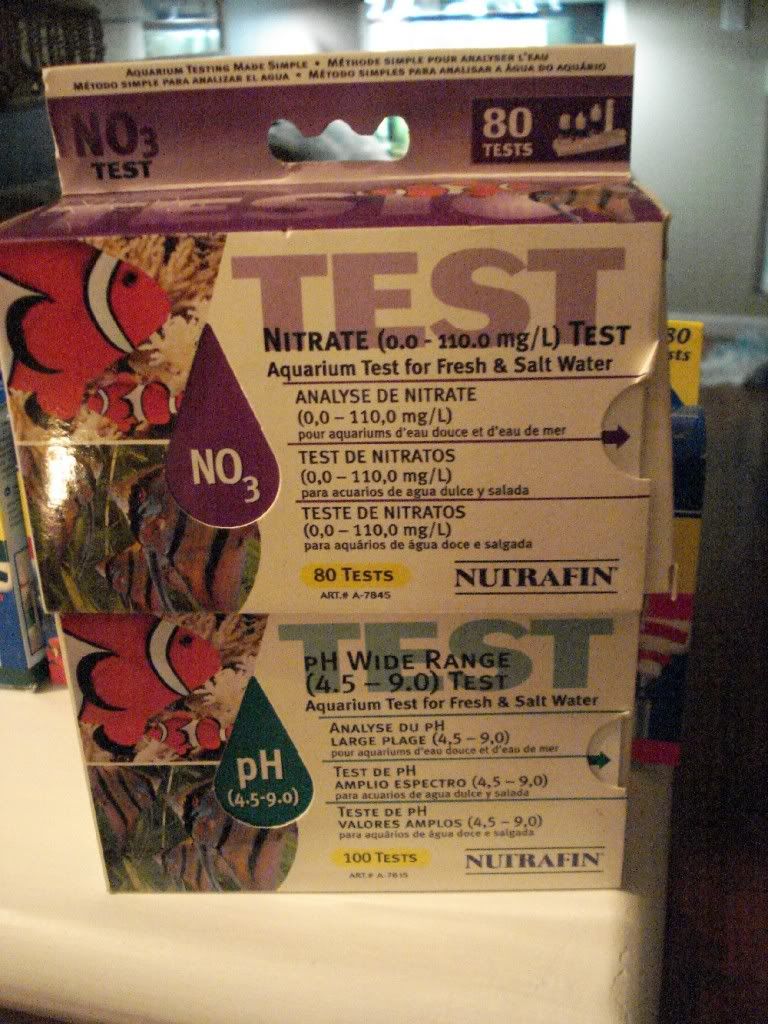 Aquarium Testing Made Simple • Méthode simple pour analyser l'eau
Método simple para analizar el agua • Método simples para analisar a água do aquário
NO3
TEST
80
TESTS
TEST
Nitrate (0.0 - 110.0 mg/L) Test
Aquarium Test for Fresh & Salt Water
ANALYSE DE NITRATE
(0,0 – 110,0 mg/L)
pour aquariums d'eau douce et d'eau de mer
TEST DE NITRATOS
(0,0 – 110,0 mg/L)
para acuarios de agua dulce y salada
TESTE DE NITRATOS
(0,0 – 110,0 mg/L)
para aquários de água doce e salgada
NO3
80 Tests
ART.# A-7845
NUTRAFIN
TEST
pH Wide Range
(4.5 – 9.0) Test
Aquarium Test for Fresh & Salt Water
Analyse du pH
large plage (4,5 – 9,0)
pour aquariums d'eau douce et d'eau de mer
Test de pH
amplio espectro (4,5 – 9,0)
para acuarios de agua dulce y salada
Teste de pH
valores amplos (4,5 – 9,0)
para aquários de água doce e salgada
pH
(4.5-9.0)
100 Tests
ART.# A-7815
NUTRAFIN